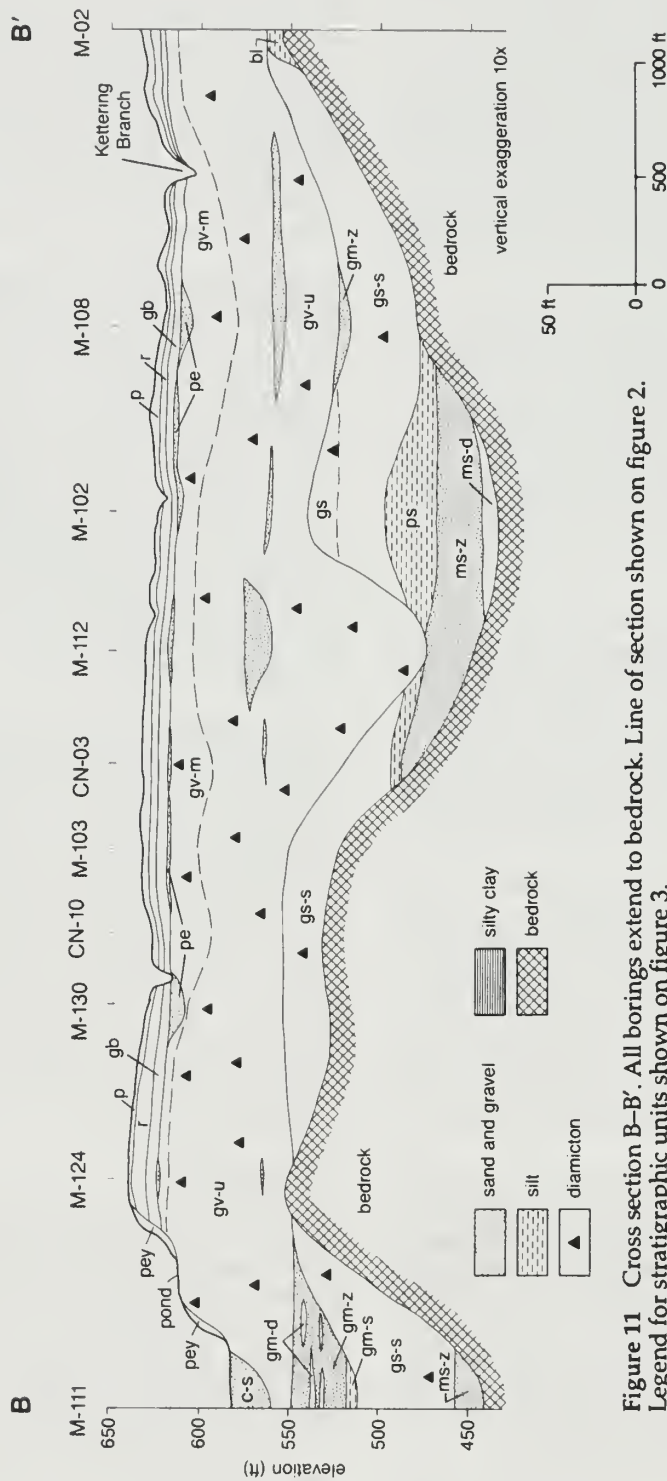 B
B'
M-111
M-124
M-130
CN-10
M-103
CN-03
M-112
M-102
M-108
M-02
Kettering
Branch
elevation (ft)
650
600
550
500
450
pey
pond
pey
c-s
p
r
gb
pe
gv-m
gv-u
p
r
gb
pe
gv-m
gv-u
bl
gs
gm-d
gm-z
gm-s
gs-s
ms-z
bedrock
gs-s
ps
ms-z
ms-d
gm-z
gs-s
bedrock
vertical exaggeration 10x
sand and gravel
silt
diamicton
silty clay
bedrock
50 ft
0
0
500
1000 ft
Figure 11 Cross section B–B'. All borings extend to bedrock. Line of section shown on figure 2.
Legend for stratigraphic units shown on figure 3.